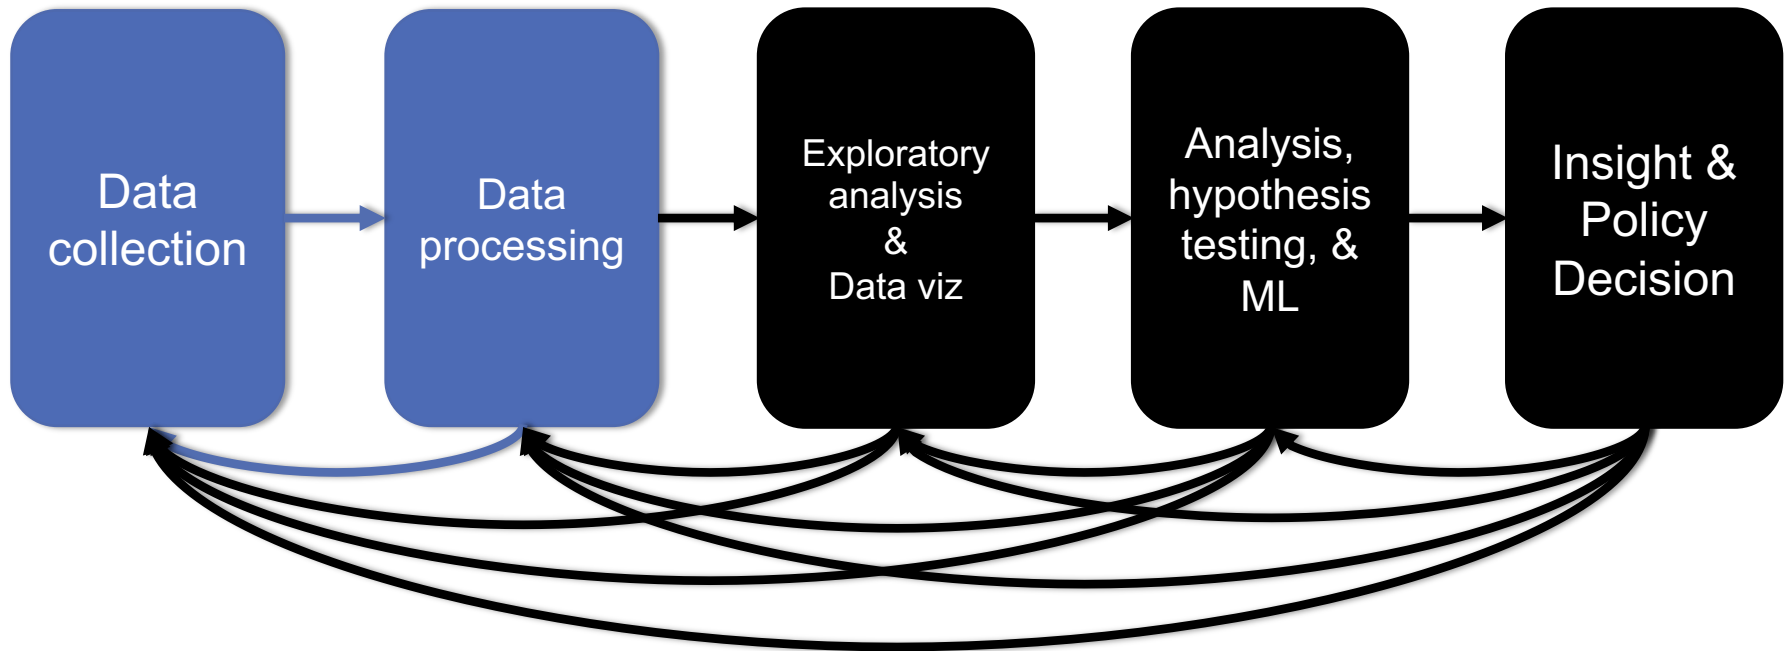 Data
collection
Data
processing
Exploratory
analysis
&
Data viz
Analysis,
hypothesis
testing, &
ML
Insight &
Policy
Decision